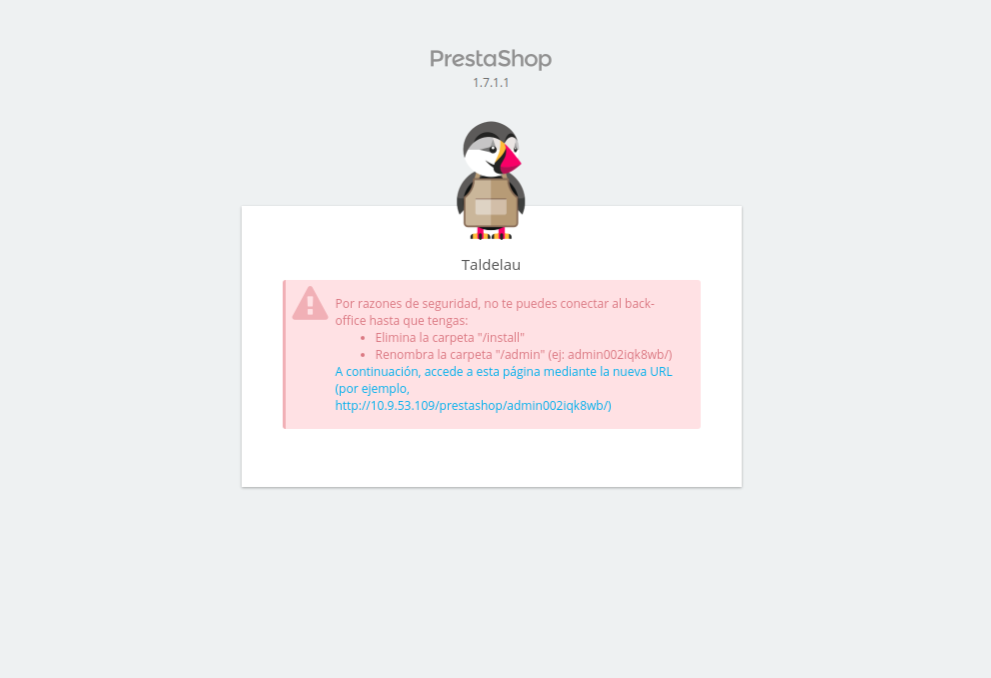 PrestaShop
1.7.1.1
Taldelau
Por razones de seguridad, no te puedes conectar al back-
office hasta que tengas:
• Elimina la carpeta "/install"
• Renombra la carpeta "/admin" (ej: admin002iqk8wb/)
A continuación, accede a esta página mediante la nueva URL
(por ejemplo,
http://10.9.53.109/prestashop/admin002iqk8wb/)